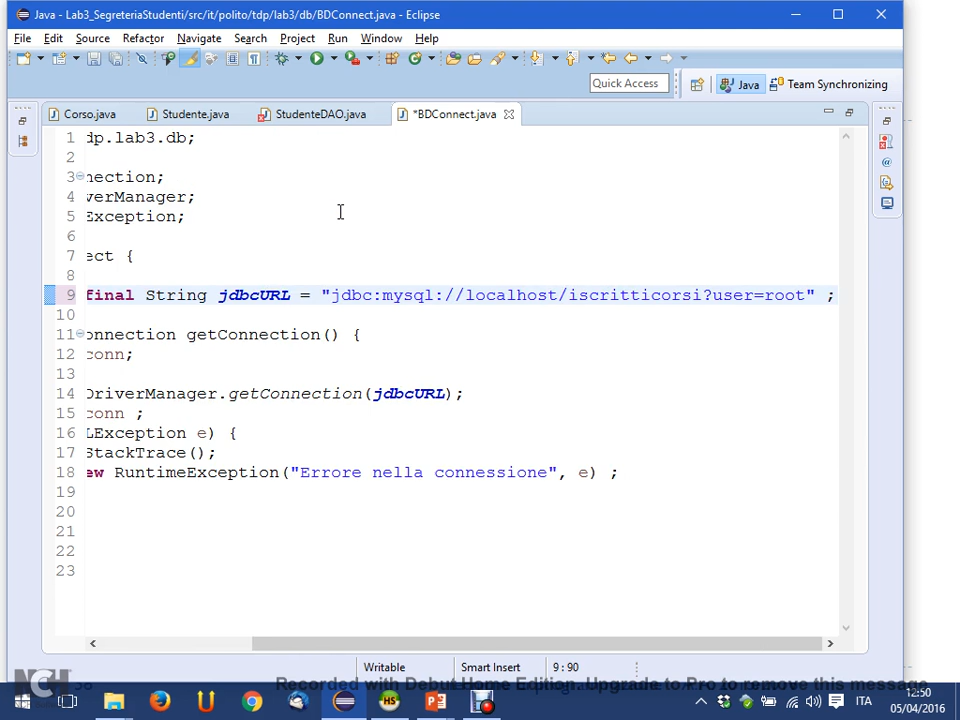 Java - Lab3_SegreteriaStudenti/src/it/polito/tdp/lab3/db/BDConnect.java - Eclipse
File Edit Source Refactor Navigate Search Project Run Window Help
Quick Access
Java
Team Synchronizing
Corso.java
Studente.java
StudenteDAO.java
*BDConnect.java
1 dp.lab3.db;
2
3 nection;
4 verManager;
5 Exception;
6
7 ect {
8
9 final String jdbcURL = "jdbc:mysql://localhost/iscritticorsi?user=root" ;
10
11 onnection getConnection() {
12 conn;
13
14 DriverManager.getConnection(jdbcURL);
15 conn ;
16 LException e) {
17 StackTrace();
18 ew RuntimeException("Errore nella connessione", e) ;
19
20
21
22
23
Writable
Smart Insert
9 : 90
NCH
Recorded with Debut Home Edition. Upgrade to Pro to remove this message
ITA
12:50
05/04/2016